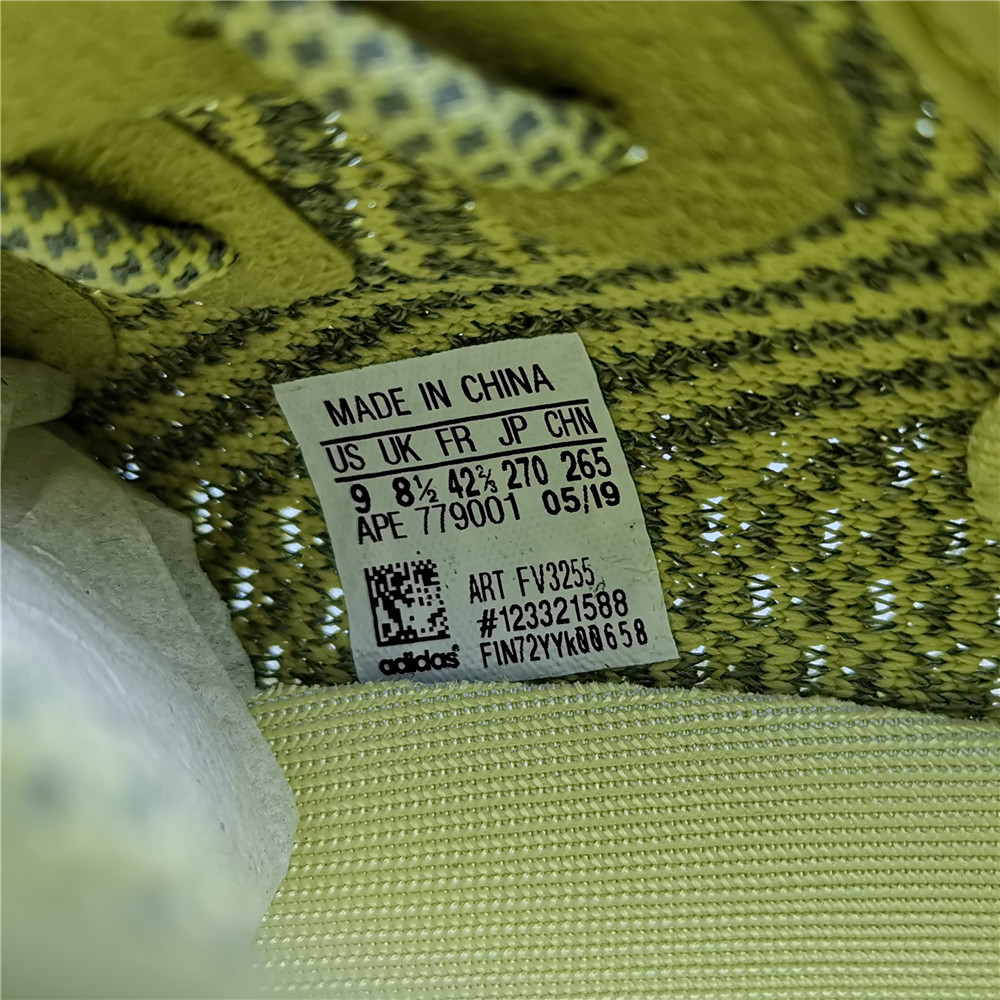 MADE IN CHINA
US UK FR JP CHN
9 8½ 42⅔ 270 265
APE 779001 05/19
ART FV3255
#123321588
FIN72YYkQQ658
adidas